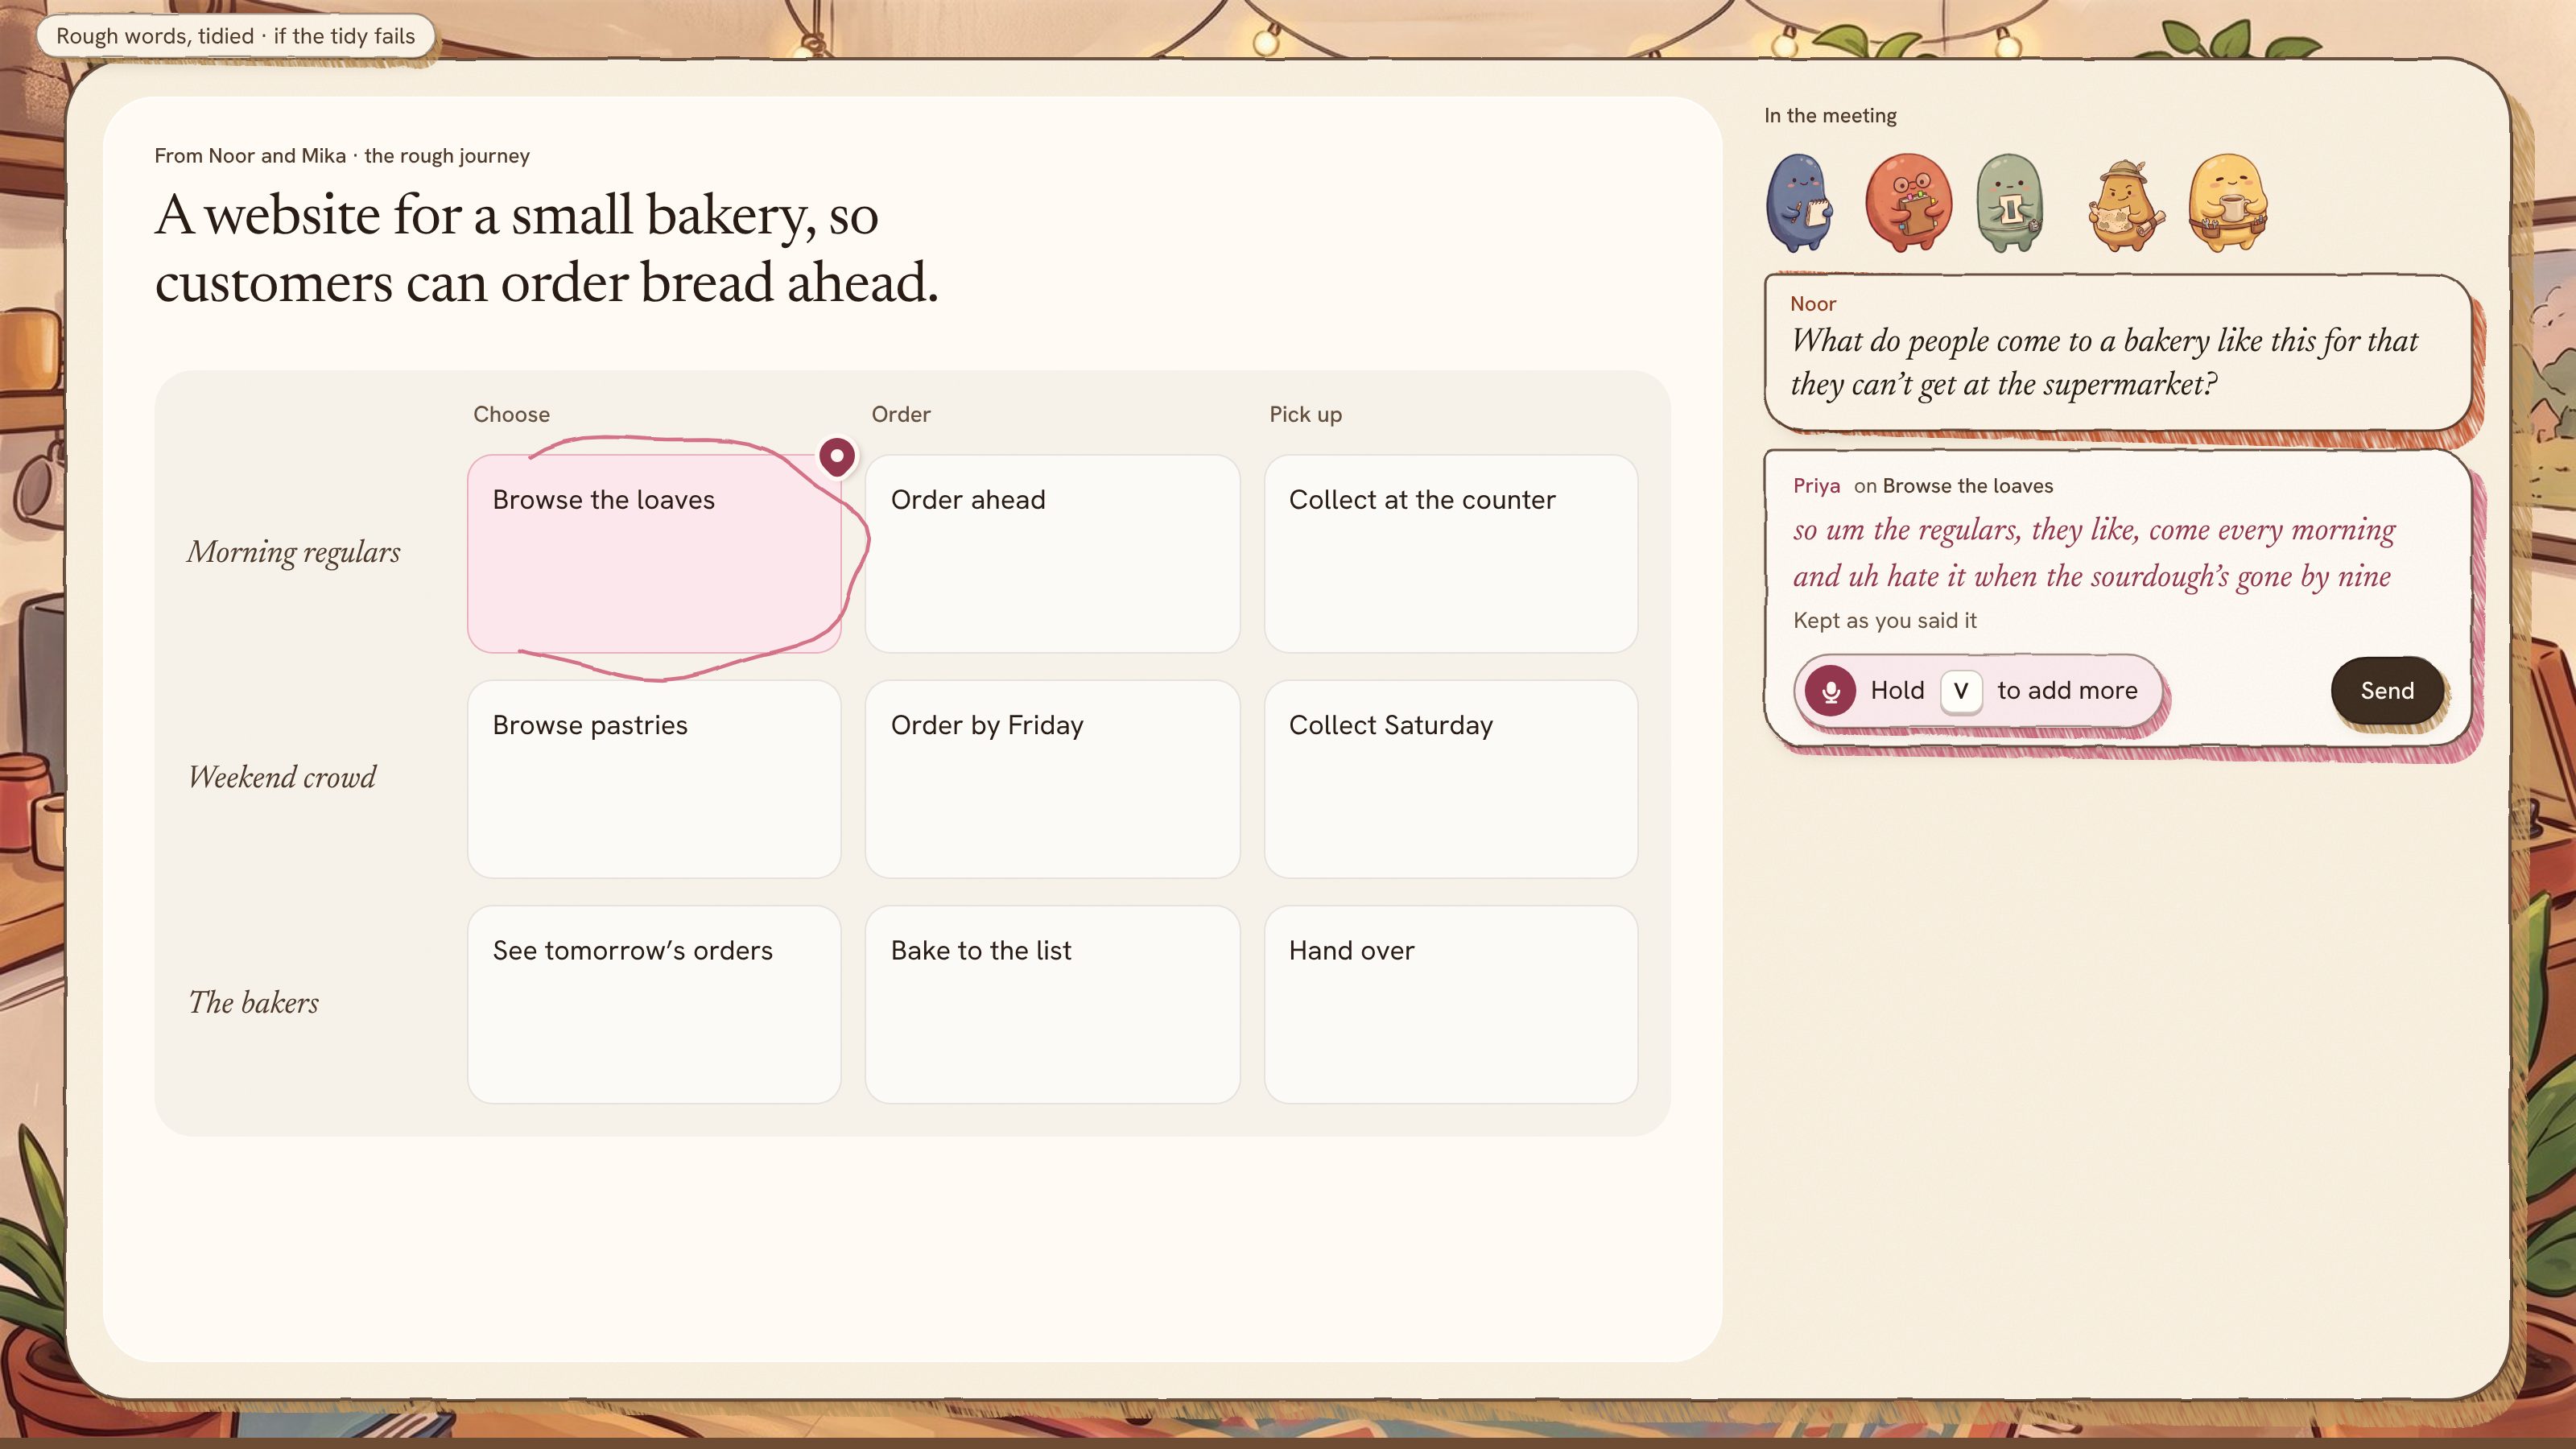 Rough words, tidied · if the tidy fails
From Noor and Mika · the rough journey
A website for a small bakery, so
customers can order bread ahead.
Choose
Order
Pick up
Morning regulars
Browse the loaves
Order ahead
Collect at the counter
Weekend crowd
Browse pastries
Order by Friday
Collect Saturday
The bakers
See tomorrow’s orders
Bake to the list
Hand over
In the meeting
Noor
What do people come to a bakery like this for that
they can’t get at the supermarket?
Priya on Browse the loaves
so um the regulars, they like, come every morning
and uh hate it when the sourdough’s gone by nine
Kept as you said it
Hold V to add more
Send